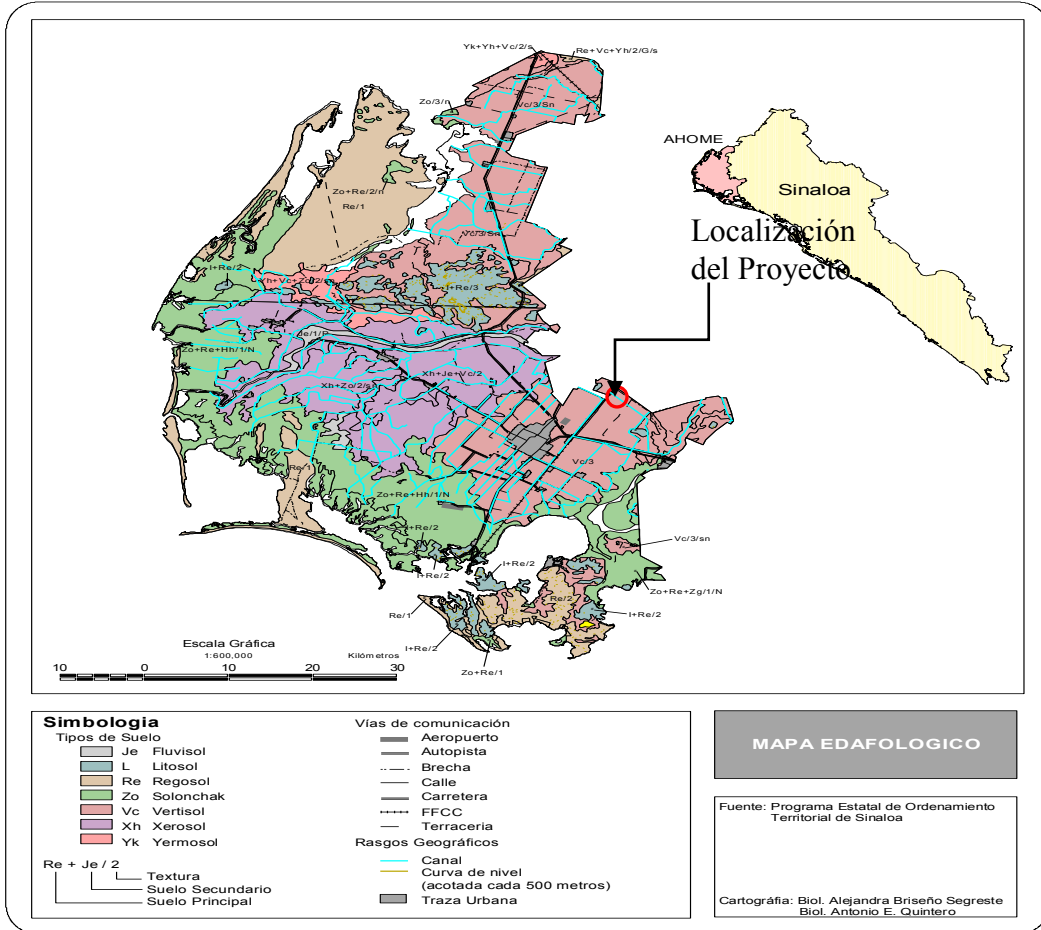 Yk+Yh+Vc/2/s
Re+Vc+Yh/2/G/s
Zo/3/n
Vc/3/Sn
AHOME
Sinaloa
Zo+Re/2/n
Re/1
Localización
del Proyecto
Vc/3/Sn
I+Re/2
I+Re/3
Zo+Re+Hh/1/N
Xh+Je+Vc/2
Xh+Zo/2/sn
Vc/3
Re/1
Zo+Re+Hh/1/N
I+Re/2
Vc/3/sn
I+Re/2
I+Re/2
Re/2
Zo+Re+Zg/1/N
Re/1
I+Re/2
I+Re/2
Zo+Re/1
Escala Gráfica
1:600,000
Kilómetros
10 0 10 20 30
Simbologia
Tipos de Suelo
Je Fluvisol
L Litosol
Re Regosol
Zo Solonchak
Vc Vertisol
Xh Xerosol
Yk Yermosol
Re + Je / 2
Textura
Suelo Secundario
Suelo Principal
Vías de comunicación
Aeropuerto
Autopista
Brecha
Calle
Carretera
FFCC
Terraceria
Rasgos Geográficos
Canal
Curva de nivel
(acotada cada 500 metros)
Traza Urbana
MAPA EDAFOLOGICO
Fuente: Programa Estatal de Ordenamiento
Territorial de Sinaloa
Cartográfia: Biol. Alejandra Briseño Segreste
Biol. Antonio E. Quintero